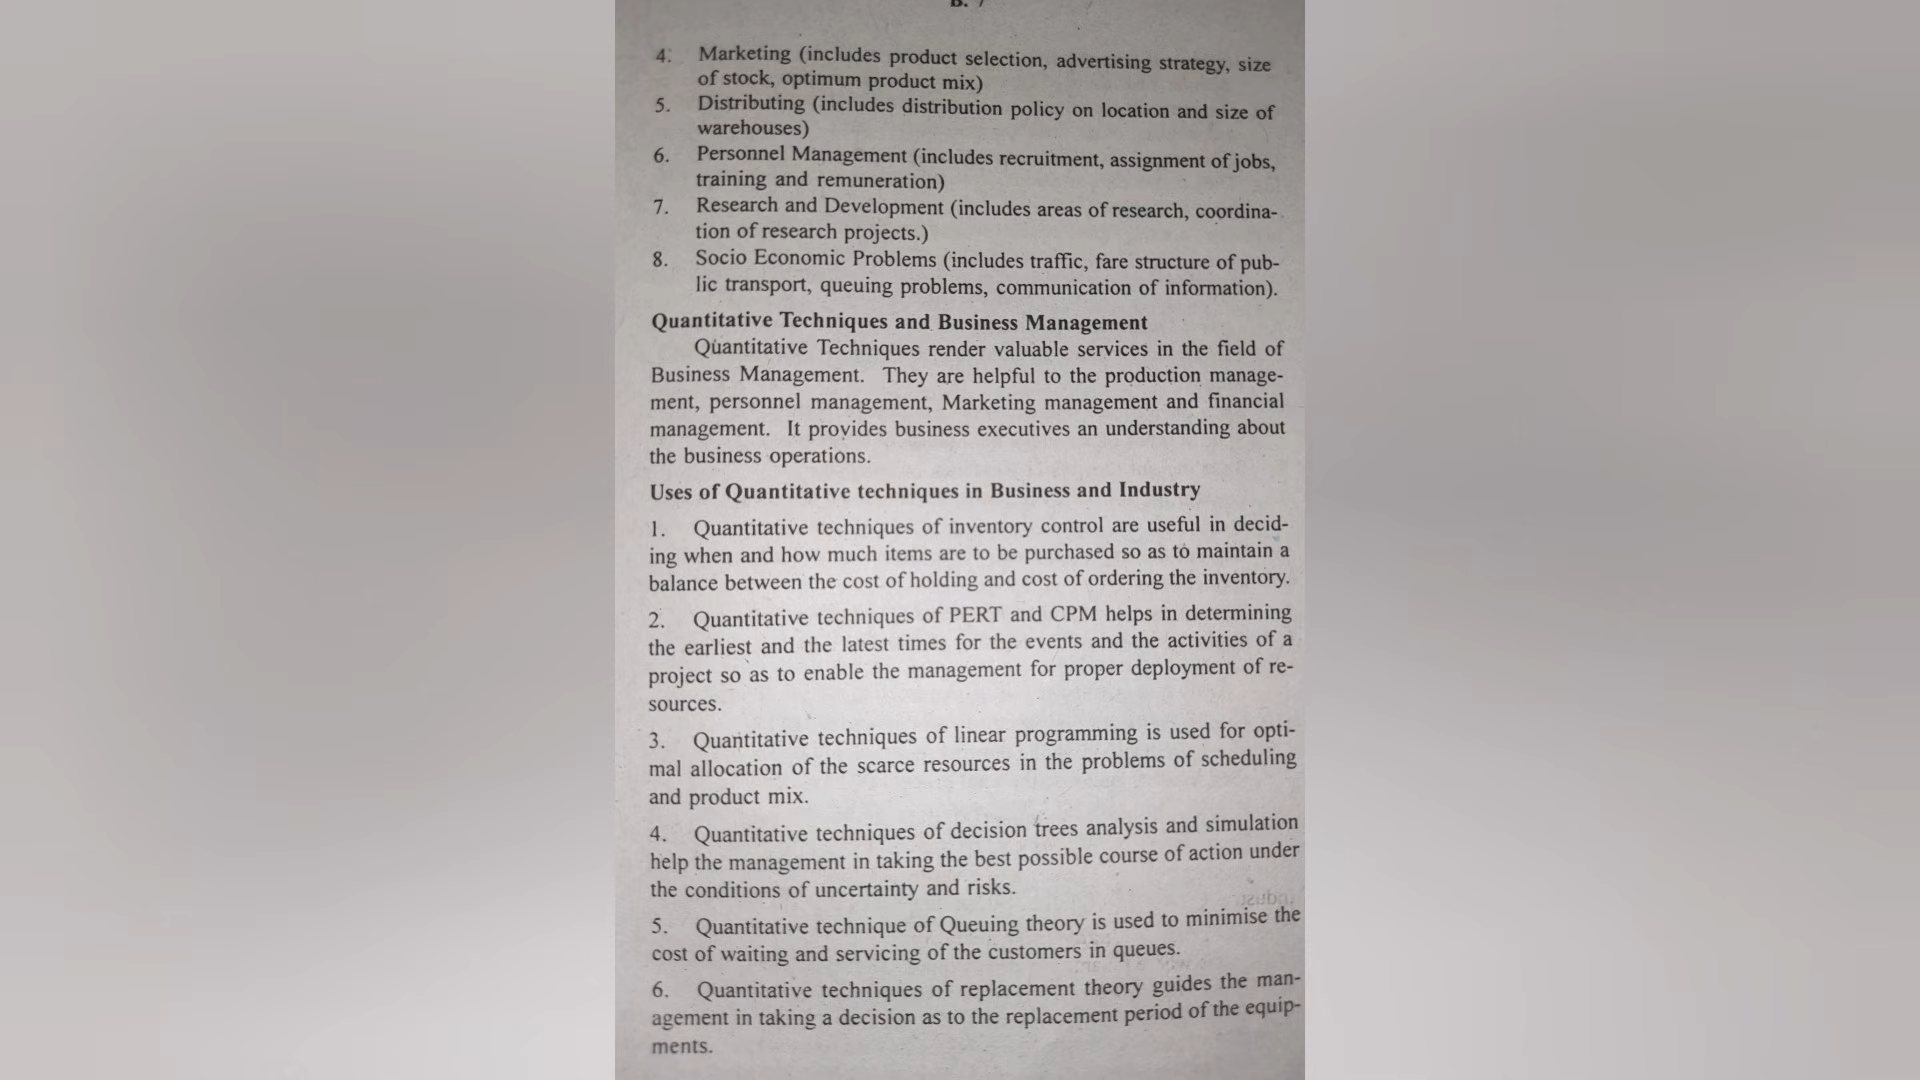 4. Marketing (includes product selection, advertising strategy, size
of stock, optimum product mix)
5. Distributing (includes distribution policy on location and size of
warehouses)
6. Personnel Management (includes recruitment, assignment of jobs,
training and remuneration)
7. Research and Development (includes areas of research, coordina-
tion of research projects.)
8. Socio Economic Problems (includes traffic, fare structure of pub-
lic transport, queuing problems, communication of information).
Quantitative Techniques and Business Management
Quantitative Techniques render valuable services in the field of
Business Management. They are helpful to the production manage-
ment, personnel management, Marketing management and financial
management. It provides business executives an understanding about
the business operations.
Uses of Quantitative techniques in Business and Industry
1. Quantitative techniques of inventory control are useful in decid-
ing when and how much items are to be purchased so as to maintain a
balance between the cost of holding and cost of ordering the inventory.
2. Quantitative techniques of PERT and CPM helps in determining
the earliest and the latest times for the events and the activities of a
project so as to enable the management for proper deployment of re-
sources.
3. Quantitative techniques of linear programming is used for opti-
mal allocation of the scarce resources in the problems of scheduling
and product mix.
4. Quantitative techniques of decision trees analysis and simulation
help the management in taking the best possible course of action under
the conditions of uncertainty and risks.
5. Quantitative technique of Queuing theory is used to minimise the
cost of waiting and servicing of the customers in queues.
6. Quantitative techniques of replacement theory guides the man-
agement in taking a decision as to the replacement period of the equip-
ments.